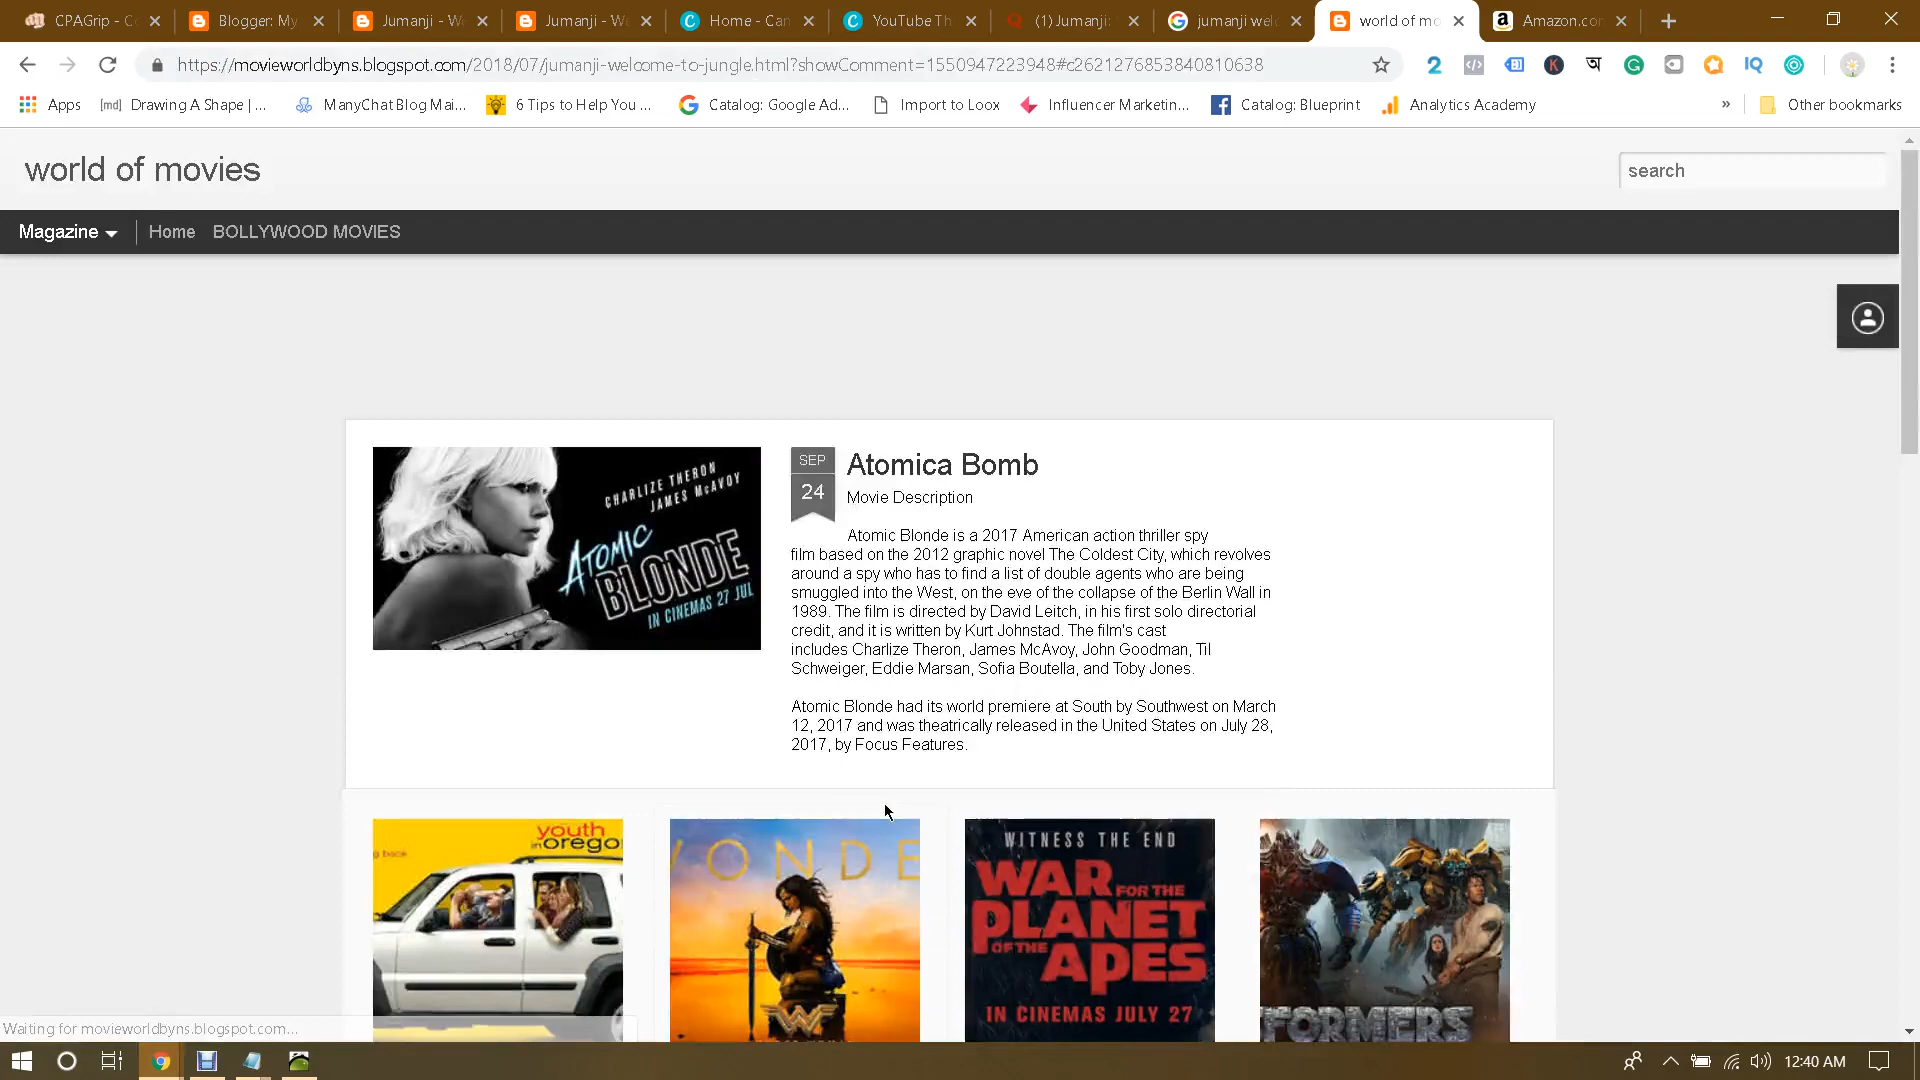 CPAGrip - C
Blogger: My
Jumanji - W
Jumanji - W
Home - Can
YouTube Th
(1) Jumanji:
jumanji wel
world of mo
Amazon.co
https://movieworldbyns.blogspot.com/2018/07/jumanji-welcome-to-jungle.html?showComment=1550947223948#c2621276853840810638
Apps
Drawing A Shape | ...
ManyChat Blog Mai...
6 Tips to Help You ...
Catalog: Google Ad...
Import to Loox
Influencer Marketin...
Catalog: Blueprint
Analytics Academy
»
Other bookmarks
world of movies
search
Magazine
Home
BOLLYWOOD MOVIES
CHARLIZE THERON
JAMES McAVOY
ATOMIC
BLONDE
IN CINEMAS 27 JUL
SEP
24
Atomica Bomb
Movie Description
Atomic Blonde is a 2017 American action thriller spy
film based on the 2012 graphic novel The Coldest City, which revolves
around a spy who has to find a list of double agents who are being
smuggled into the West, on the eve of the collapse of the Berlin Wall in
1989. The film is directed by David Leitch, in his first solo directorial
credit, and it is written by Kurt Johnstad. The film's cast
includes Charlize Theron, James McAvoy, John Goodman, Til
Schweiger, Eddie Marsan, Sofia Boutella, and Toby Jones.
Atomic Blonde had its world premiere at South by Southwest on March
12, 2017 and was theatrically released in the United States on July 28,
2017, by Focus Features.
youth
in orego
g back
ONDE
WITNESS THE END
WAR FOR THE
PLANET
OF THE APES
IN CINEMAS JULY 27
FORMERS
Waiting for movieworldbyns.blogspot.com...
12:40 AM